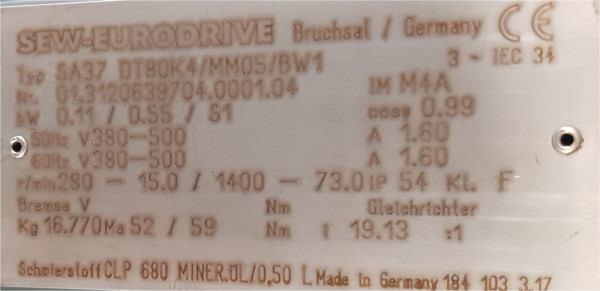 SEW-EURODRIVE Bruchsal / Germany CE
Typ SA37 DT80K4/MM05/BW1 3 ~ IEC 34
Nr. 01.3120639704.0001.04 IM M4A
kW 0.11 / 0.55 / S1 cosφ 0.99
50Hz V380-500 A 1.60
60Hz V380-500 A 1.60
r/min 280 - 15.0 / 1400 - 73.0 IP 54 Kl. F
Bremse V Nm Gleichrichter
Kg 16.770 Ma 52 / 59 Nm i 19.13 :1
Schmierstoff CLP 680 MINER.ÖL/0,50 L Made in Germany 184 103 3.17